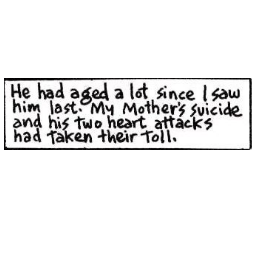 He had aged a lot since I saw
him last. My Mother's suicide
and his two heart attacks
had taken their toll.